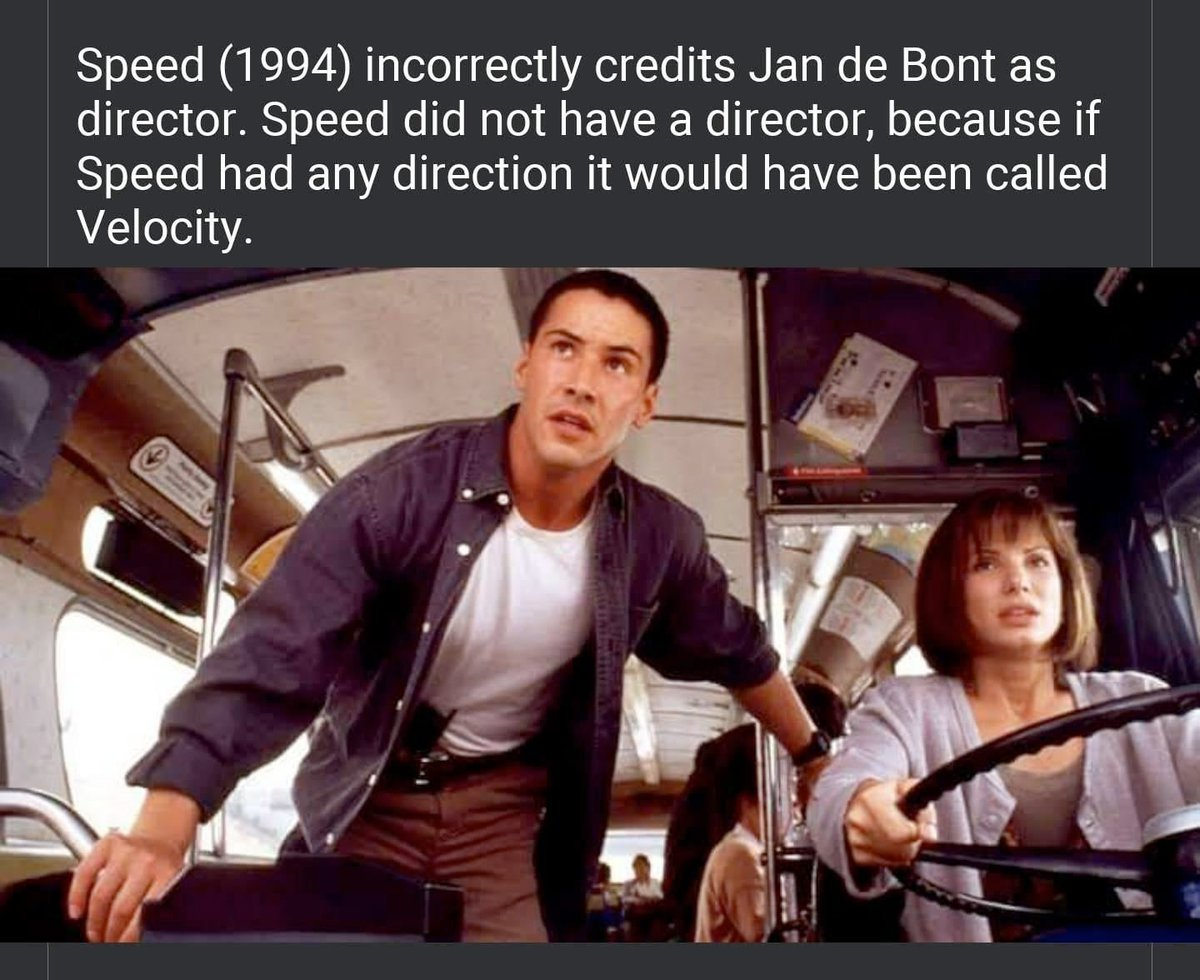 Speed (1994) incorrectly credits Jan de Bont as
director. Speed did not have a director, because if
Speed had any direction it would have been called
Velocity.